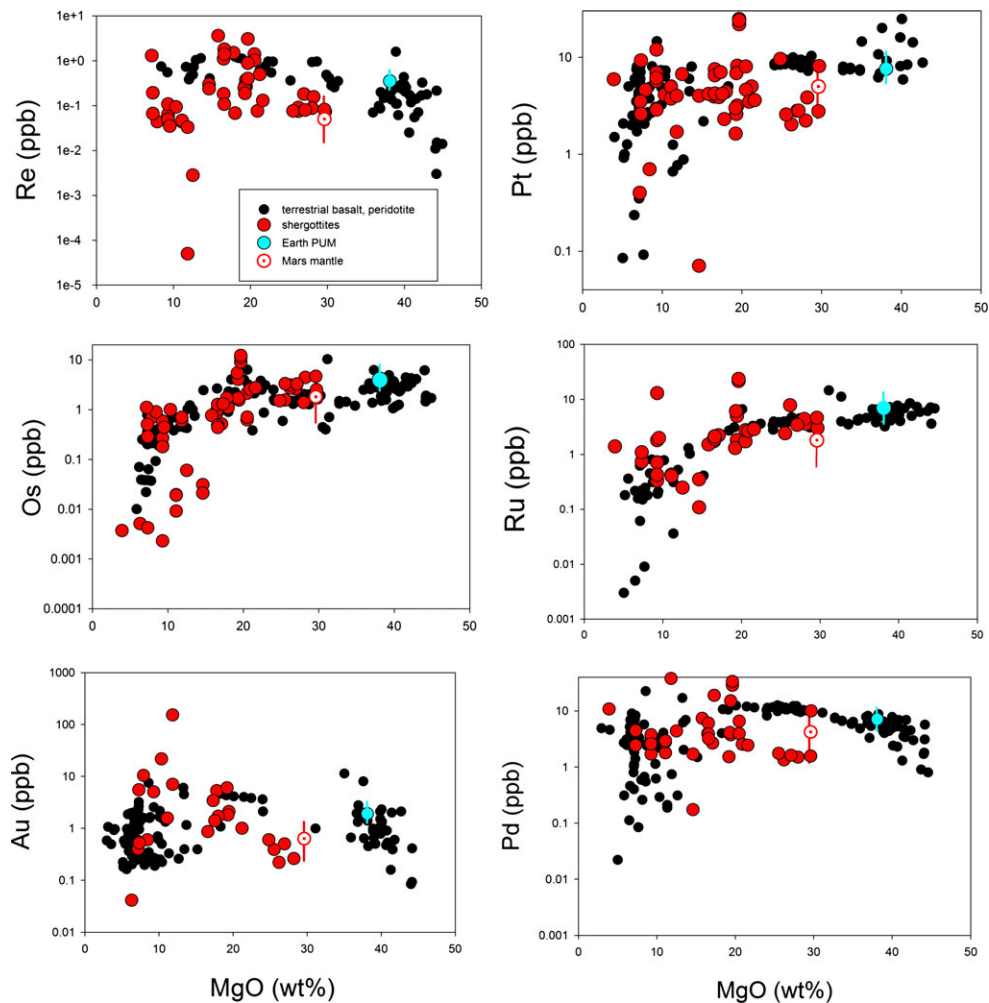 Re (ppb)
1e+1
1e+0
1e-1
1e-2
1e-3
1e-4
1e-5
0 10 20 30 40 50
terrestrial basalt, peridotite
shergottites
Earth PUM
Mars mantle
Pt (ppb)
10
1
0.1
0 10 20 30 40 50
Os (ppb)
10
1
0.1
0.01
0.001
0.0001
0 10 20 30 40 50
Ru (ppb)
100
10
1
0.1
0.01
0.001
0 10 20 30 40 50
Au (ppb)
1000
100
10
1
0.1
0.01
0 10 20 30 40 50
MgO (wt%)
Pd (ppb)
10
1
0.1
0.01
0.001
0 10 20 30 40 50
MgO (wt%)